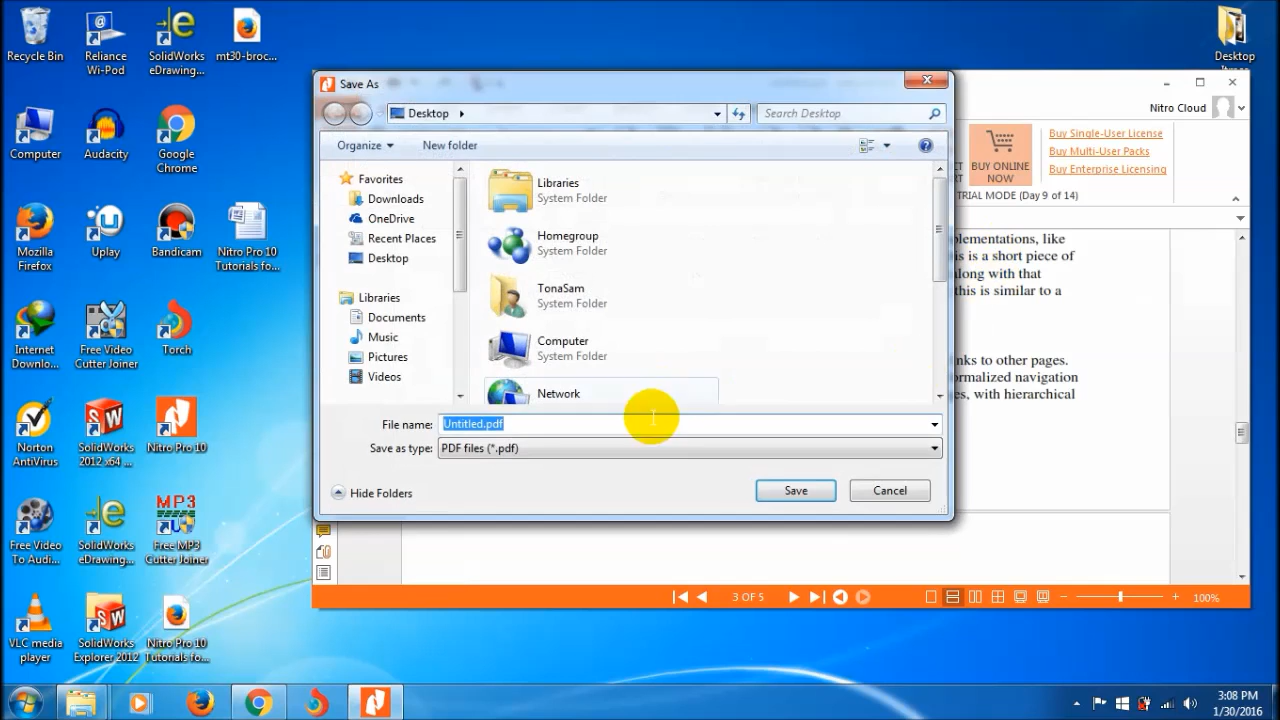 Recycle Bin
Reliance
Wi-Pod
SolidWorks
eDrawing...
mt30-broc...
Computer
Audacity
Google
Chrome
Mozilla
Firefox
Uplay
Bandicam
Nitro Pro 10
Tutorials fo...
Internet
Downlo...
Free Video
Cutter Joiner
Torch
Norton
AntiVirus
SolidWorks
2012 x64 ...
Nitro Pro 10
Free Video
To Audi...
SolidWorks
eDrawing...
MP3
Free MP3
Cutter Joiner
VLC media
player
SolidWorks
Explorer 2012
Nitro Pro 10
Tutorials fo...
Desktop
Save As
Desktop
Search Desktop
Organize
New folder
Favorites
Downloads
OneDrive
Recent Places
Desktop
Libraries
Documents
Music
Pictures
Videos
Libraries
System Folder
Homegroup
System Folder
TonaSam
System Folder
Computer
System Folder
Network
File name:
Untitled.pdf
Save as type:
PDF files (*.pdf)
Hide Folders
Save
Cancel
Nitro Cloud
BUY ONLINE
NOW
Buy Single-User License
Buy Multi-User Packs
Buy Enterprise Licensing
TRIAL MODE (Day 9 of 14)
plementations, like
is is a short piece of
along with that
this is similar to a
nks to other pages.
ormalized navigation
es, with hierarchical
3 OF 5
100%
3:08 PM
1/30/2016